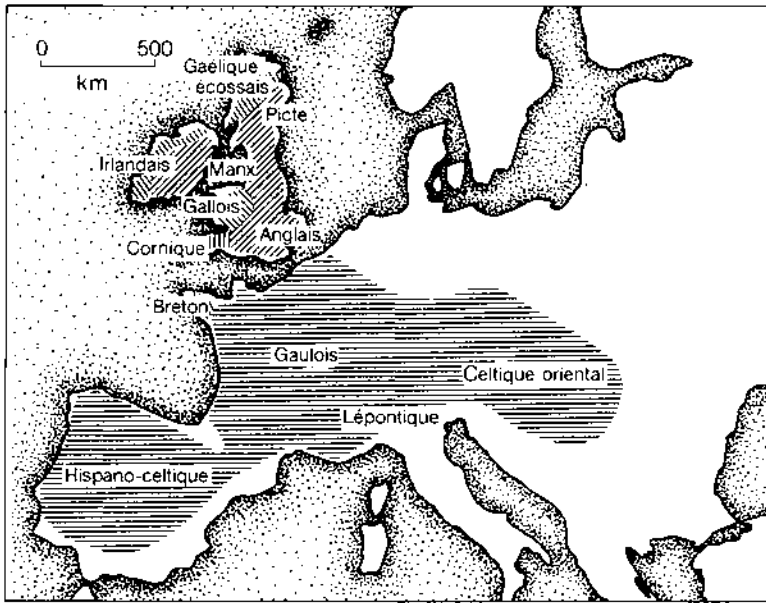 0 500
km
Gaélique
écossais
Picte
Irlandais
Manx
Gallois
Cornique
Anglais
Breton
Gaulois
Celtique oriental
Lépontique
Hispano-celtique